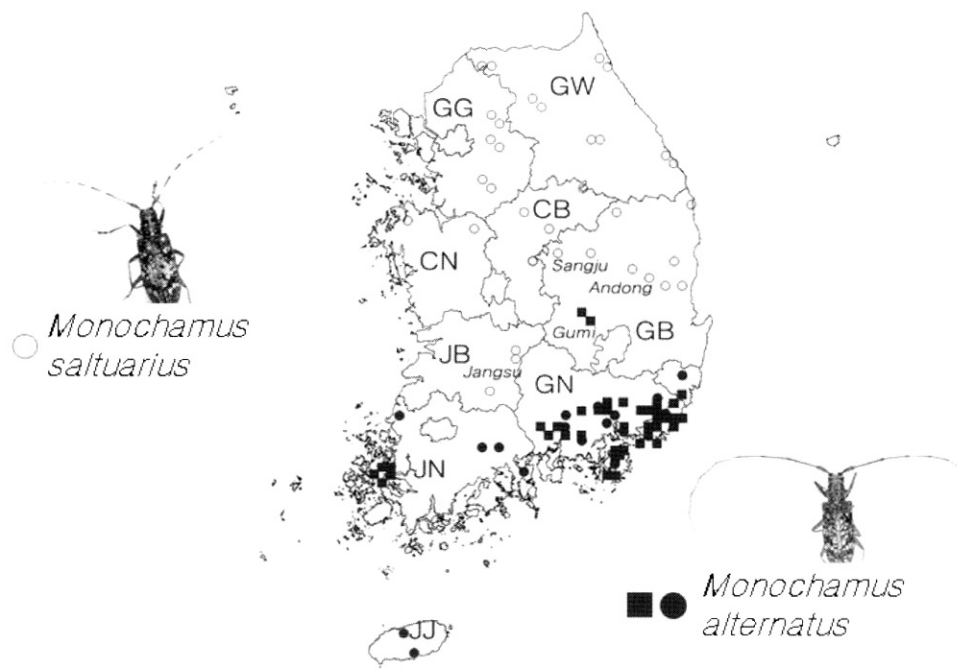 GW
GG
CB
CN
Sangju
Andong
Monochamus
saltuarius
Gumi
GB
JB
Jangsu
GN
JN
Monochamus
alternatus
JJ